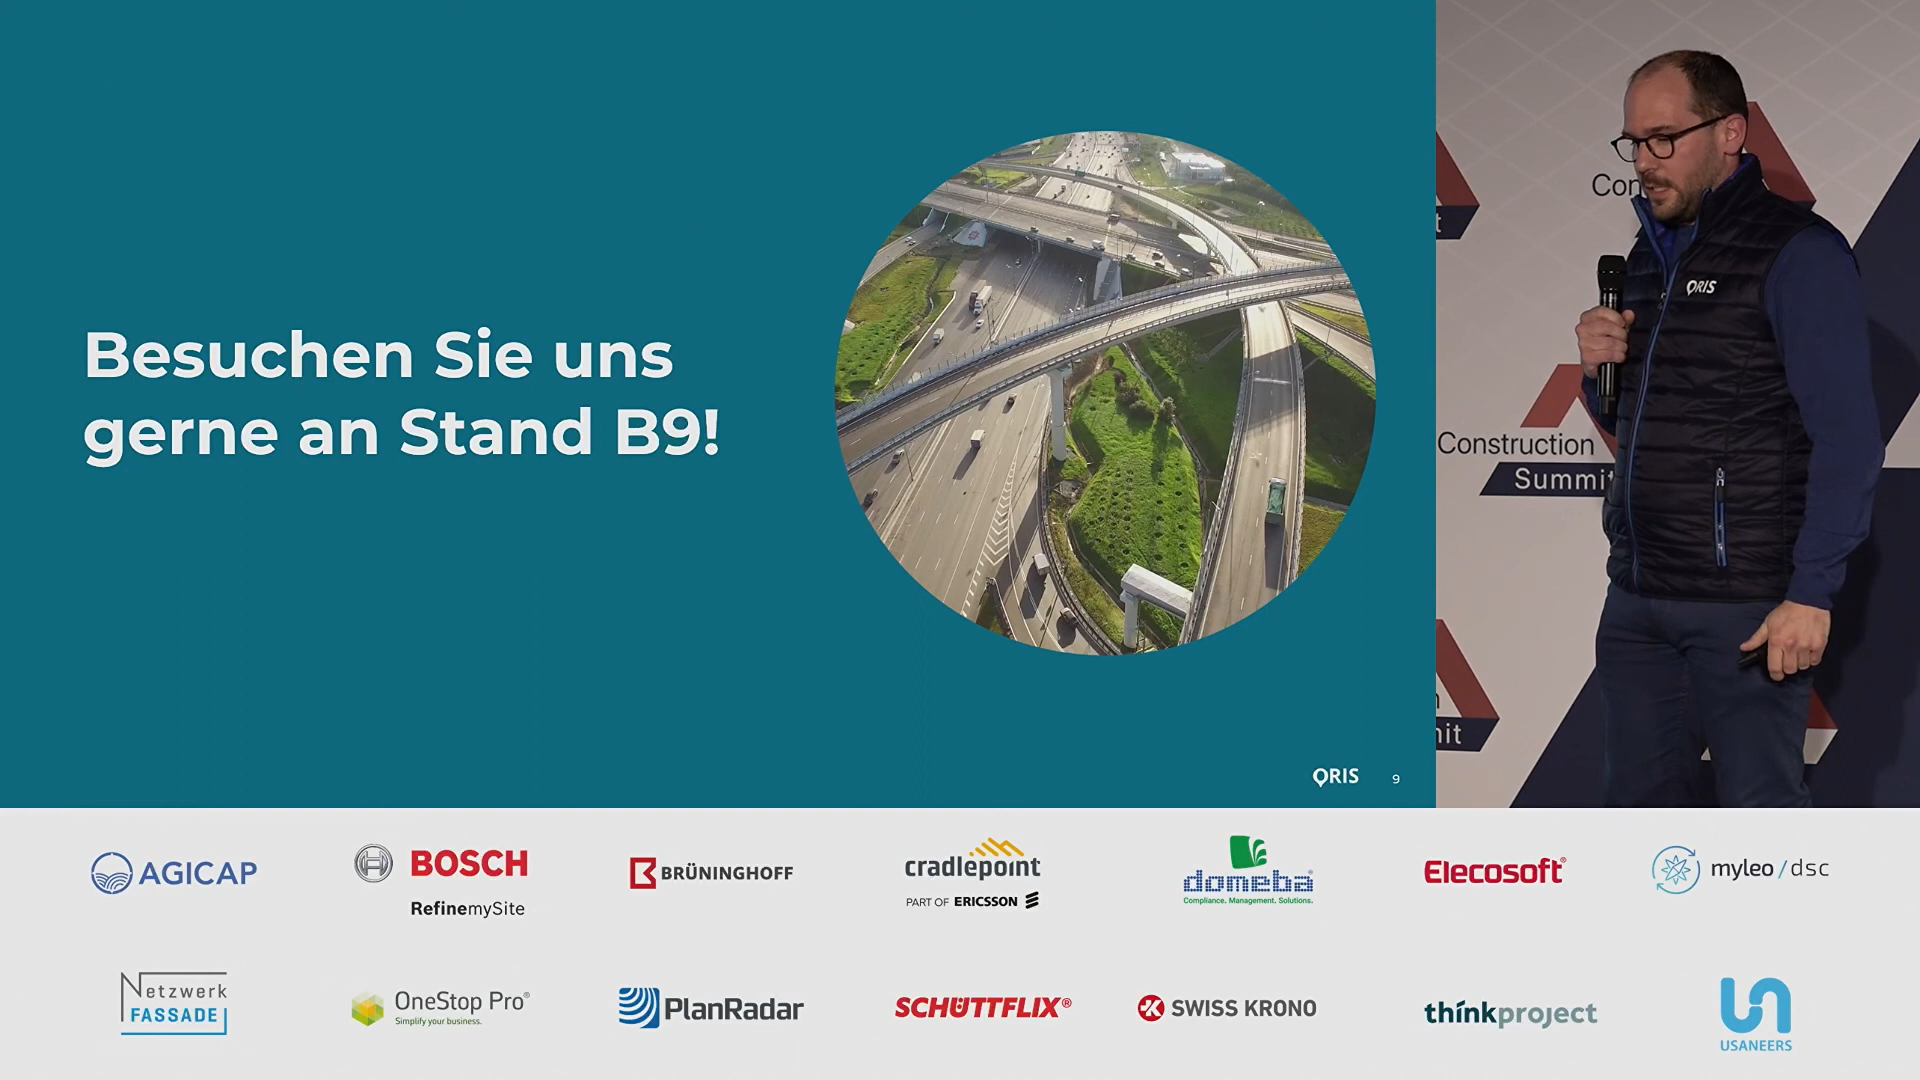 Besuchen Sie uns
gerne an Stand B9!
QRIS 9
Con
t
QRIS
Construction
Summit
n
nit
AGICAP
BOSCH
RefinemySite
BRÜNINGHOFF
cradlepoint
PART OF ERICSSON
domeba®
Compliance. Management. Solutions.
Elecosoft®
myleo / dsc
Netzwerk
FASSADE
OneStop Pro®
Simplify your business.
PlanRadar
SCHÜTTFLIX®
SWISS KRONO
thinkproject
USANEERS